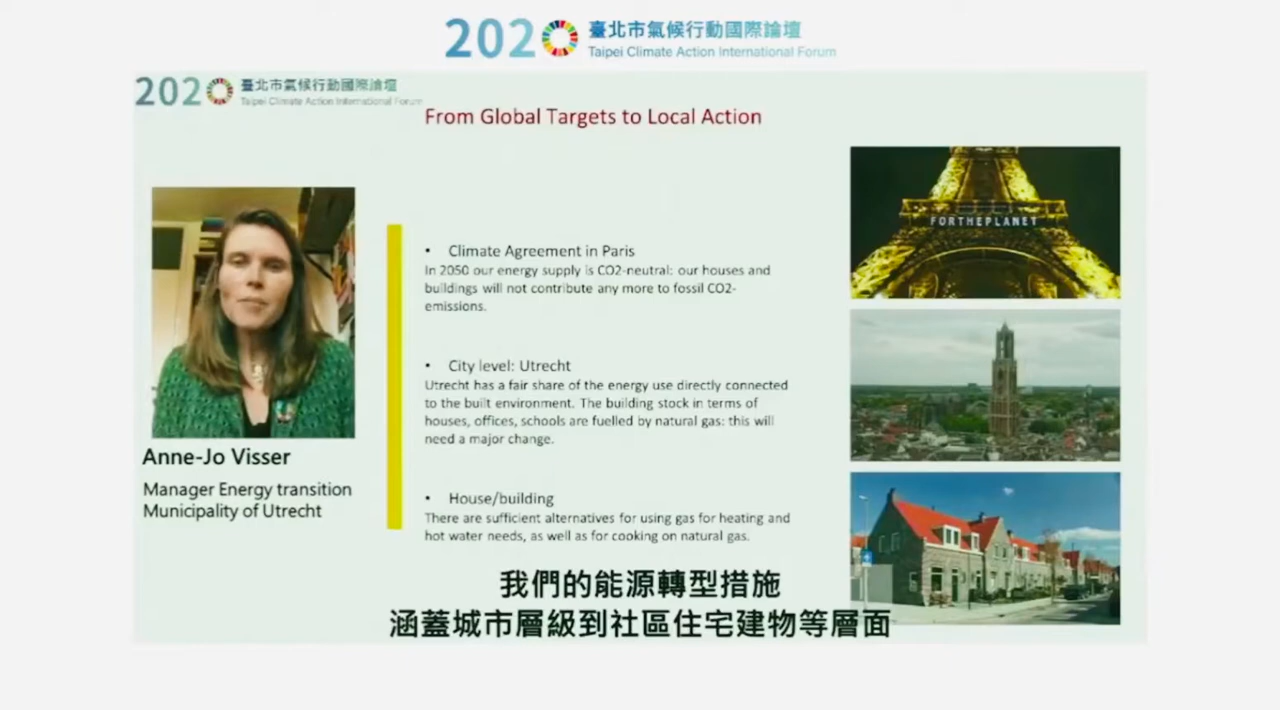 2020 臺北市氣候行動國際論壇
Taipei Climate Action International Forum
2020 臺北市氣候行動國際論壇
Taipei Climate Action International Forum
From Global Targets to Local Action
FORTHEPLANET
• Climate Agreement in Paris
In 2050 our energy supply is CO2-neutral: our houses and
buildings will not contribute any more to fossil CO2-
emissions.
• City level: Utrecht
Utrecht has a fair share of the energy use directly connected
to the built environment. The building stock in terms of
houses, offices, schools are fuelled by natural gas: this will
need a major change.
Anne-Jo Visser
Manager Energy transition
Municipality of Utrecht
• House/building
There are sufficient alternatives for using gas for heating and
hot water needs, as well as for cooking on natural gas.
我們的能源轉型措施
涵蓋城市層級到社區住宅建物等層面